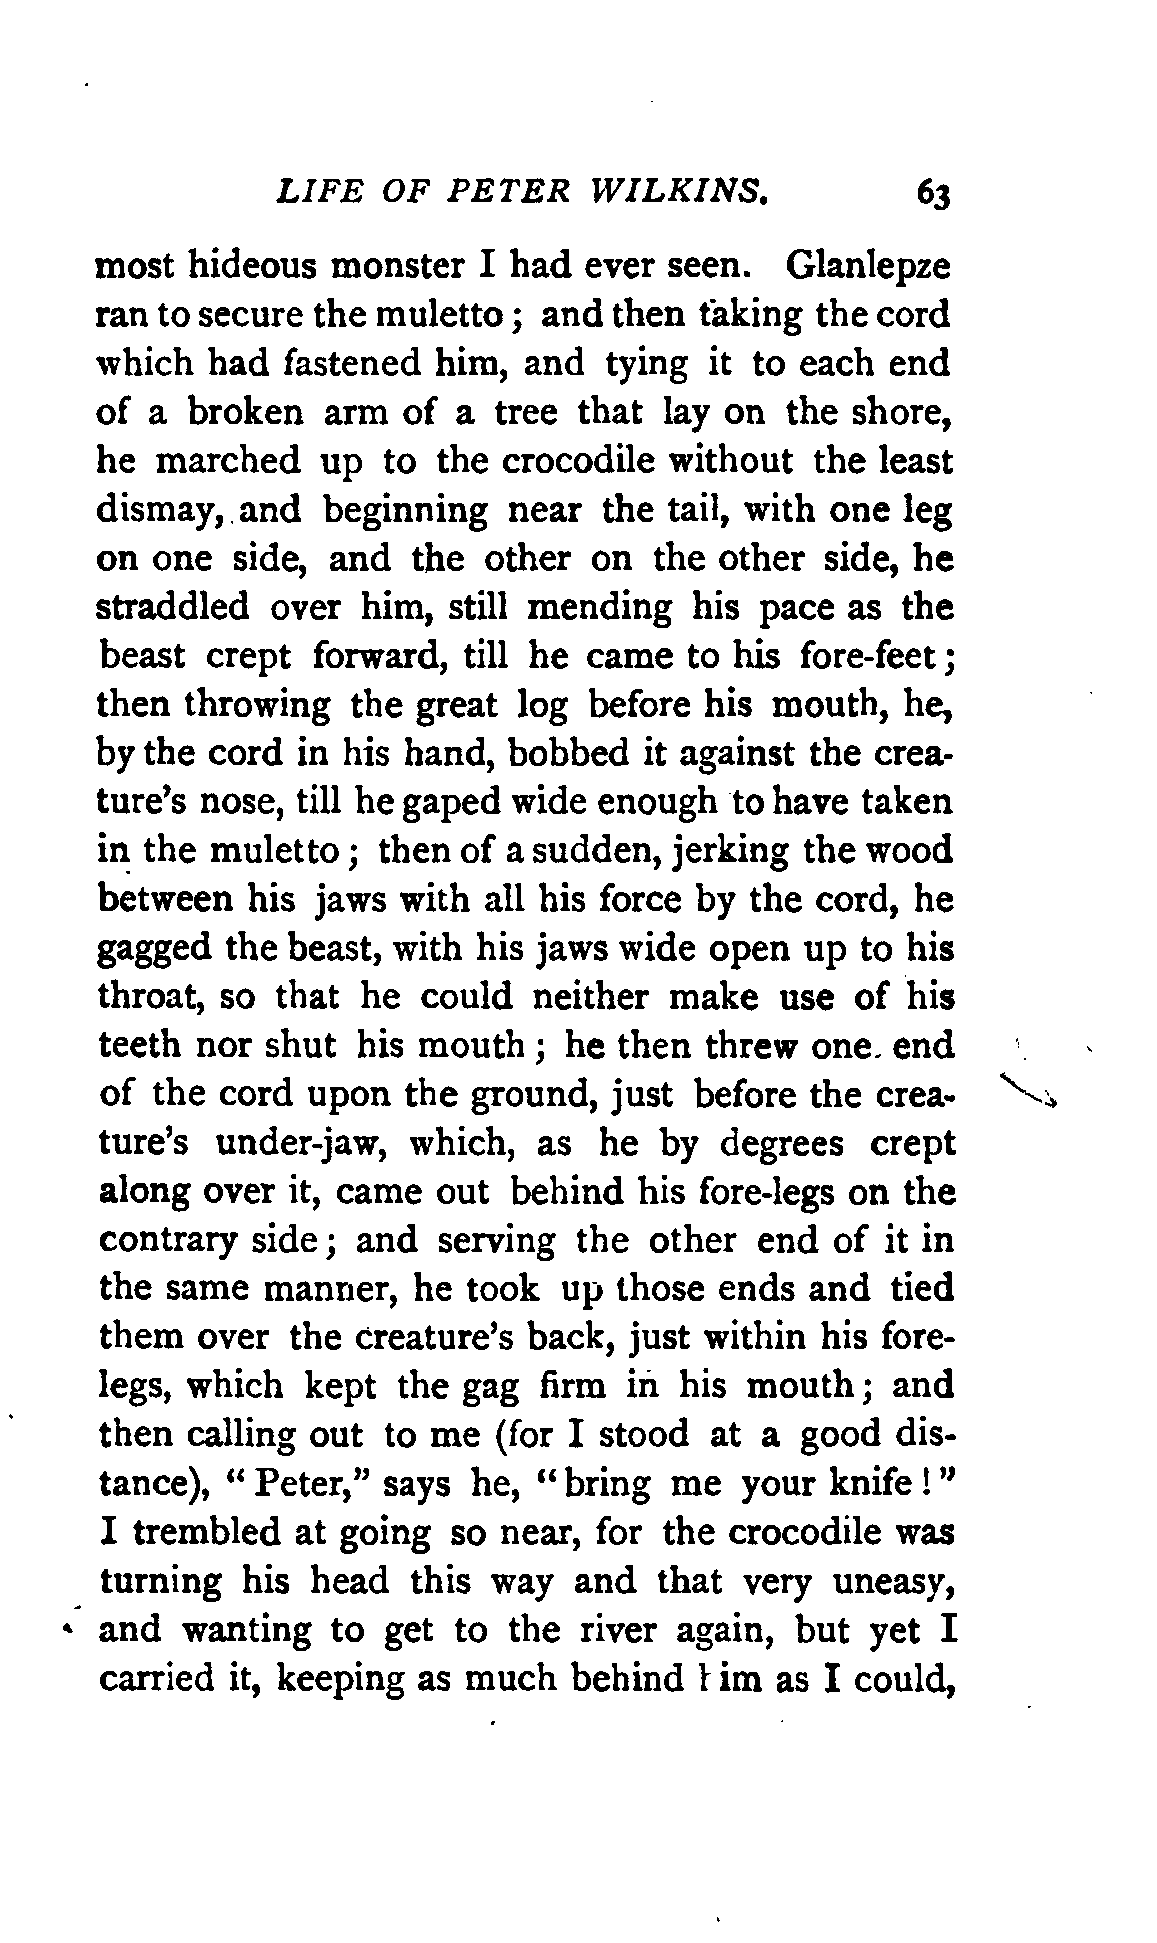 LIFE OF PETER WILKINS. 63
most hideous monster I had ever seen. Glanlepze
ran to secure the muletto; and then taking the cord
which had fastened him, and tying it to each end
of a broken arm of a tree that lay on the shore,
he marched up to the crocodile without the least
dismay, and beginning near the tail, with one leg
on one side, and the other on the other side, he
straddled over him, still mending his pace as the
beast crept forward, till he came to his fore-feet;
then throwing the great log before his mouth, he,
by the cord in his hand, bobbed it against the crea-
ture's nose, till he gaped wide enough to have taken
in the muletto; then of a sudden, jerking the wood
between his jaws with all his force by the cord, he
gagged the beast, with his jaws wide open up to his
throat, so that he could neither make use of his
teeth nor shut his mouth; he then threw one end
of the cord upon the ground, just before the crea-
ture's under-jaw, which, as he by degrees crept
along over it, came out behind his fore-legs on the
contrary side; and serving the other end of it in
the same manner, he took up those ends and tied
them over the creature's back, just within his fore-
legs, which kept the gag firm in his mouth; and
then calling out to me (for I stood at a good dis-
tance), "Peter," says he, "bring me your knife!"
I trembled at going so near, for the crocodile was
turning his head this way and that very uneasy,
and wanting to get to the river again, but yet I
carried it, keeping as much behind him as I could,